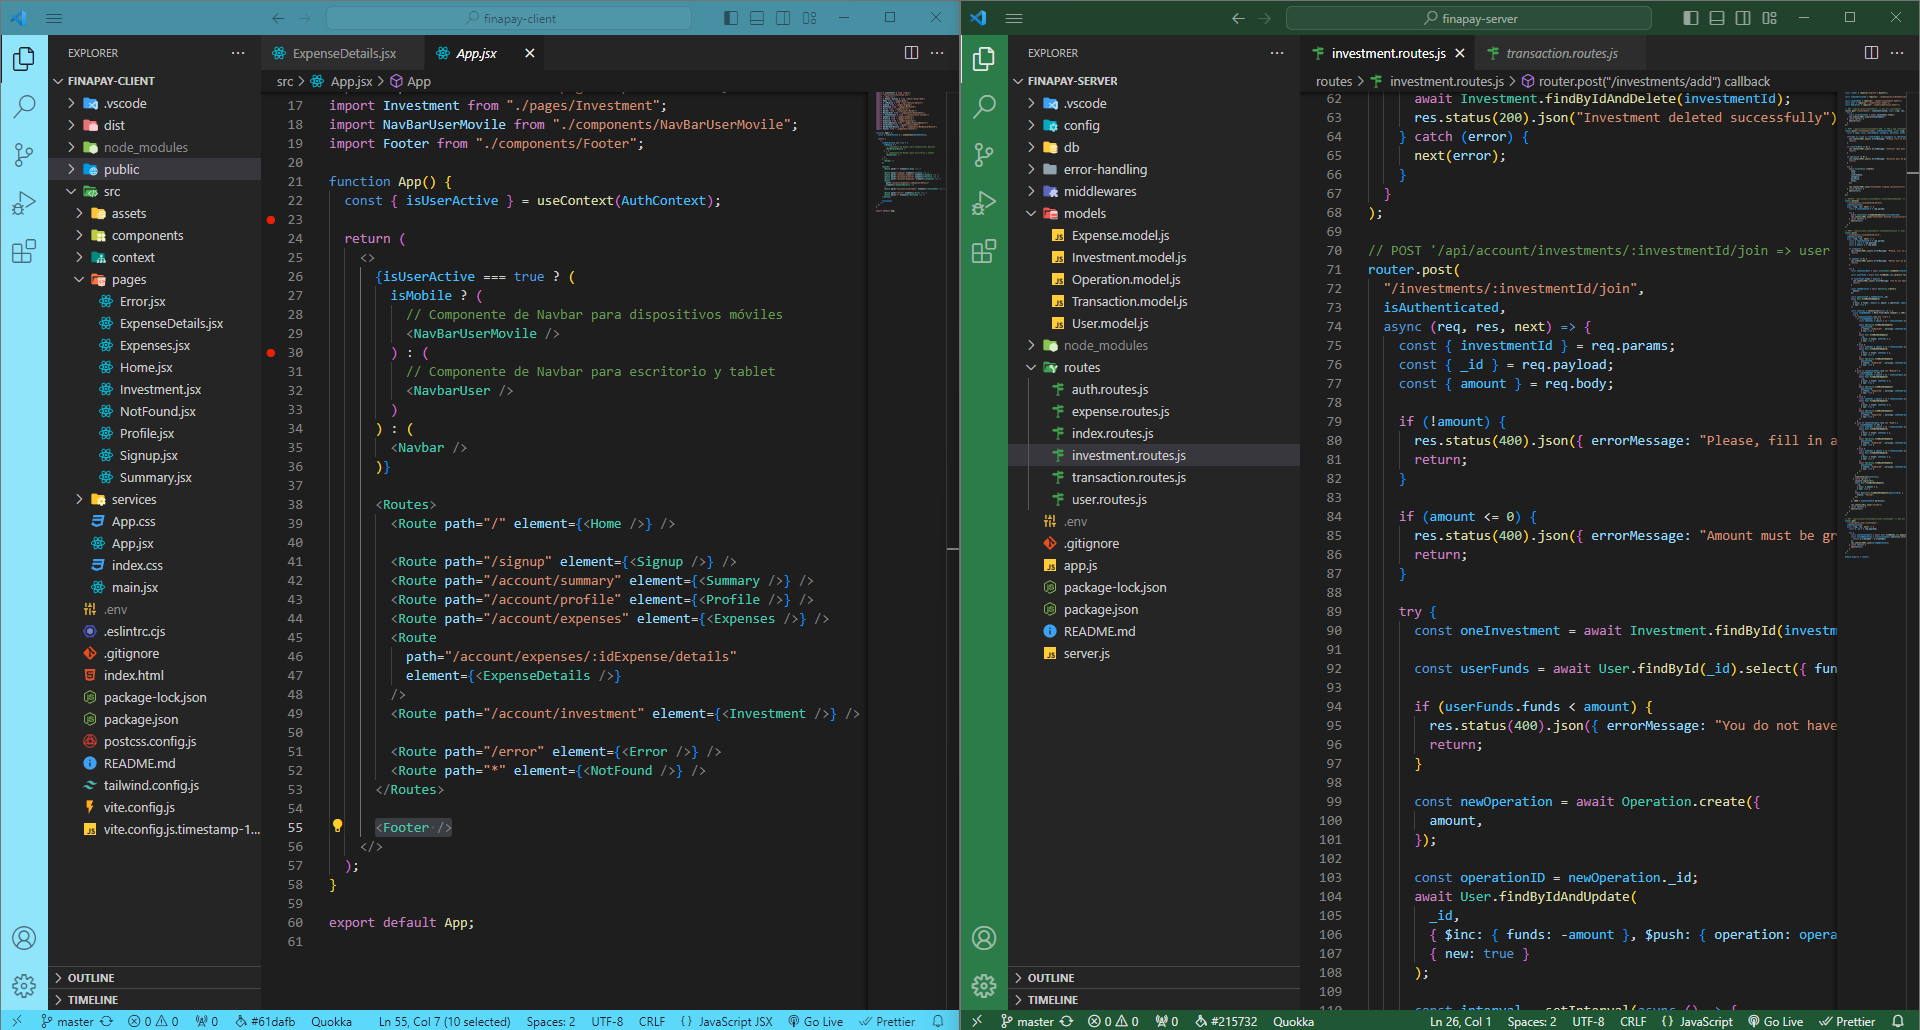 finapay-client
EXPLORER
FINAPAY-CLIENT
.vscode
dist
node_modules
public
src
assets
components
context
pages
Error.jsx
ExpenseDetails.jsx
Expenses.jsx
Home.jsx
Investment.jsx
NotFound.jsx
Profile.jsx
Signup.jsx
Summary.jsx
services
App.css
App.jsx
index.css
main.jsx
.env
.eslintrc.cjs
.gitignore
index.html
package-lock.json
package.json
postcss.config.js
README.md
tailwind.config.js
vite.config.js
vite.config.js.timestamp-1...
OUTLINE
TIMELINE
ExpenseDetails.jsx
App.jsx
src > App.jsx > App
17 import Investment from "./pages/Investment";
18 import NavBarUserMovile from "./components/NavBarUserMovile";
19 import Footer from "./components/Footer";
20
21 function App() {
22 const { isUserActive } = useContext(AuthContext);
23
24 return (
25 <>
26 {isUserActive === true ? (
27 isMobile ? (
28 // Componente de Navbar para dispositivos móviles
29 <NavBarUserMovile />
30 ) : (
31 // Componente de Navbar para escritorio y tablet
32 <NavbarUser />
33 )
34 ) : (
35 <Navbar />
36 )}
37
38 <Routes>
39 <Route path="/" element={<Home />} />
40
41 <Route path="/signup" element={<Signup />} />
42 <Route path="/account/summary" element={<Summary />} />
43 <Route path="/account/profile" element={<Profile />} />
44 <Route path="/account/expenses" element={<Expenses />} />
45 <Route
46 path="/account/expenses/:idExpense/details"
47 element={<ExpenseDetails />}
48 />
49 <Route path="/account/investment" element={<Investment />} />
50
51 <Route path="/error" element={<Error />} />
52 <Route path="*" element={<NotFound />} />
53 </Routes>
54
55 <Footer />
56 </>
57 );
58 }
59
60 export default App;
61
master 0 0 0 #61dafb Quokka Ln 55, Col 7 (10 selected) Spaces: 2 UTF-8 CRLF {} JavaScript JSX Go Live Prettier
finapay-server
EXPLORER
FINAPAY-SERVER
.vscode
config
db
error-handling
middlewares
models
Expense.model.js
Investment.model.js
Operation.model.js
Transaction.model.js
User.model.js
node_modules
routes
auth.routes.js
expense.routes.js
index.routes.js
investment.routes.js
transaction.routes.js
user.routes.js
.env
.gitignore
app.js
package-lock.json
package.json
README.md
server.js
OUTLINE
TIMELINE
investment.routes.js
transaction.routes.js
routes > investment.routes.js > router.post("/investments/add") callback
62 await Investment.findByIdAndDelete(investmentId);
63 res.status(200).json("Investment deleted successfully")
64 } catch (error) {
65 next(error);
66 }
67 }
68 );
69
70 // POST '/api/account/investments/:investmentId/join => user
71 router.post(
72 "/investments/:investmentId/join",
73 isAuthenticated,
74 async (req, res, next) => {
75 const { investmentId } = req.params;
76 const { _id } = req.payload;
77 const { amount } = req.body;
78
79 if (!amount) {
80 res.status(400).json({ errorMessage: "Please, fill in a
81 return;
82 }
83
84 if (amount <= 0) {
85 res.status(400).json({ errorMessage: "Amount must be gr
86 return;
87 }
88
89 try {
90 const oneInvestment = await Investment.findById(investm
91
92 const userFunds = await User.findById(_id).select({ fun
93
94 if (userFunds.funds < amount) {
95 res.status(400).json({ errorMessage: "You do not have
96 return;
97 }
98
99 const newOperation = await Operation.create({
100 amount,
101 });
102
103 const operationID = newOperation._id;
104 await User.findByIdAndUpdate(
105 _id,
106 { $inc: { funds: -amount }, $push: { operation: opera
107 { new: true }
108 );
109
master 0 0 0 #215732 Quokka Ln 26, Col 1 Spaces: 2 UTF-8 CRLF {} JavaScript Go Live Prettier